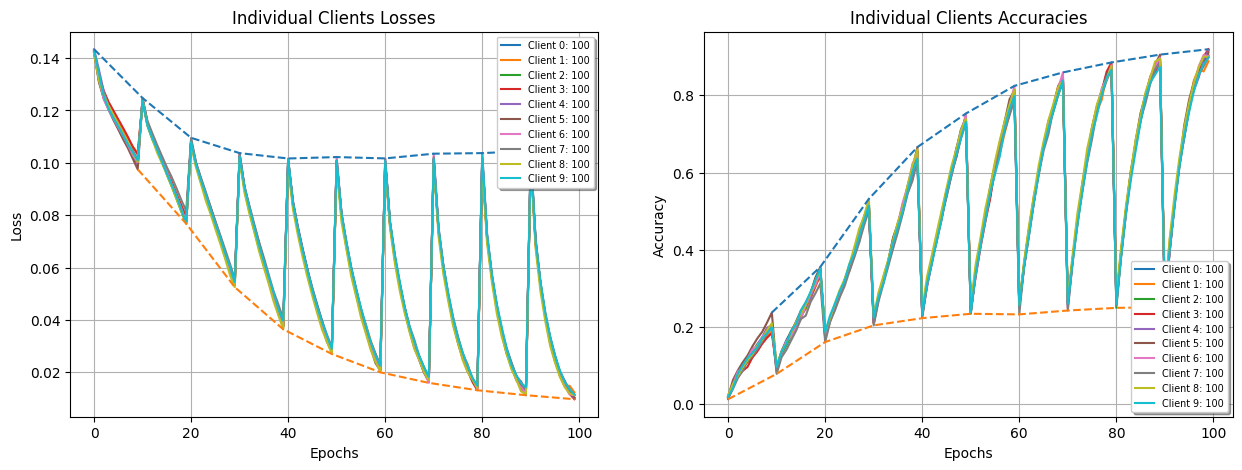 Individual Clients Losses
Loss
0.14
0.12
0.10
0.08
0.06
0.04
0.02
0
20
40
60
80
100
Epochs
Client 0: 100
Client 1: 100
Client 2: 100
Client 3: 100
Client 4: 100
Client 5: 100
Client 6: 100
Client 7: 100
Client 8: 100
Client 9: 100
Individual Clients Accuracies
Accuracy
0.8
0.6
0.4
0.2
0.0
0
20
40
60
80
100
Epochs
Client 0: 100
Client 1: 100
Client 2: 100
Client 3: 100
Client 4: 100
Client 5: 100
Client 6: 100
Client 7: 100
Client 8: 100
Client 9: 100